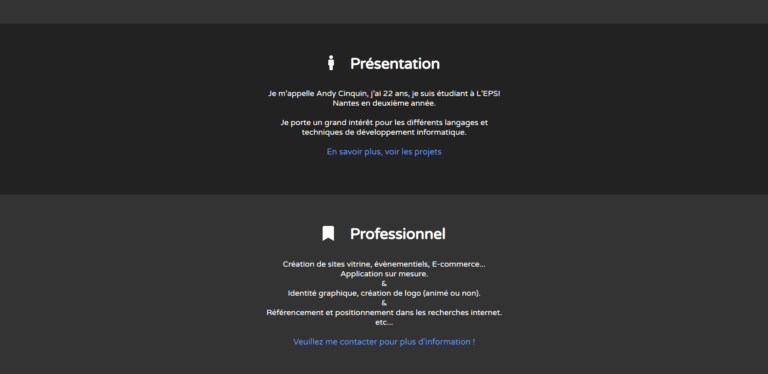 Présentation
Je m'appelle Andy Cinquin, j'ai 22 ans, je suis étudiant à L'EPSI
Nantes en deuxième année.
Je porte un grand intérêt pour les différents langages et
techniques de développement informatique.
En savoir plus, voir les projets
Professionnel
Création de sites vitrine, évènementiels, E-commerce...
Application sur mesure.
&
Identité graphique, création de logo (animé ou non).
&
Référencement et positionnement dans les recherches internet.
etc...
Veuillez me contacter pour plus d'information !